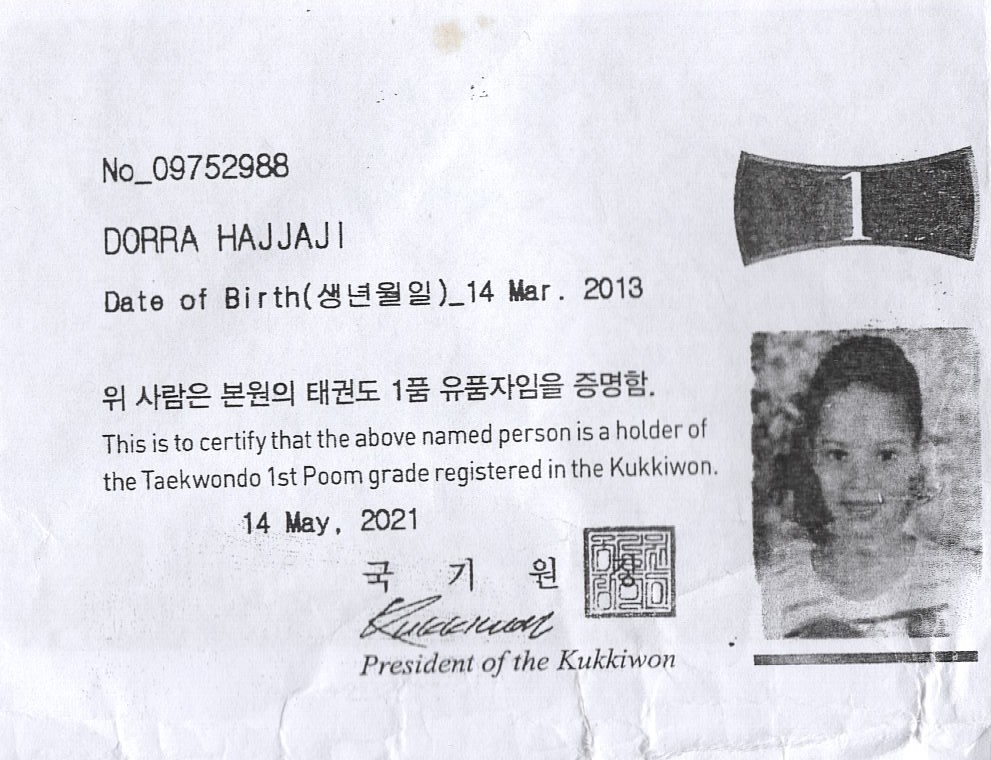 No_09752988
1
DORRA HAJJAJI
Date of Birth(생년월일)_14 Mar. 2013
위 사람은 본원의 태권도 1품 유품자임을 증명함.
This is to certify that the above named person is a holder of
the Taekwondo 1st Poom grade registered in the Kukkiwon.
14 May, 2021
국 기 원
Kukkiwon
President of the Kukkiwon